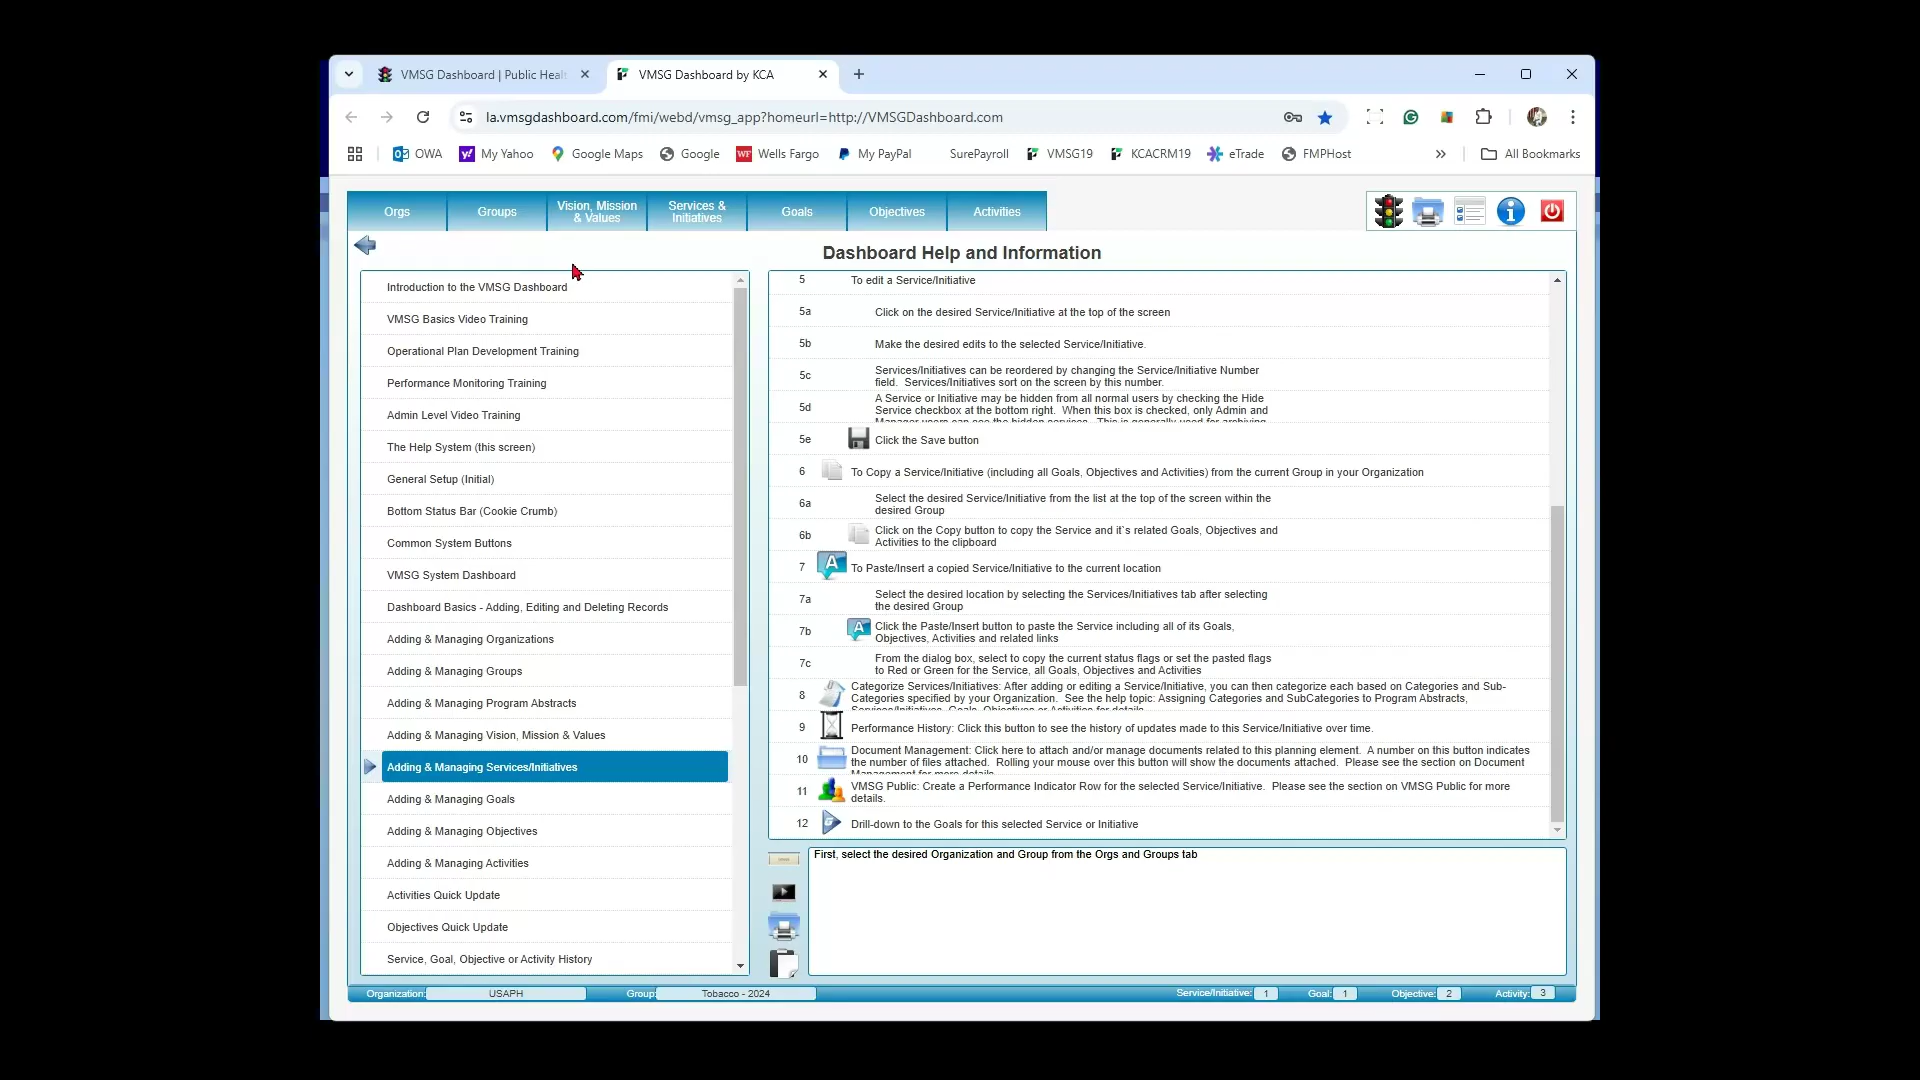 VMSG Dashboard | Public Heal
VMSG Dashboard by KCA
la.vmsgdashboard.com/fmi/webd/vmsg_app?homeurl=http://VMSGDashboard.com
OWA
My Yahoo
Google Maps
Google
WF
Wells Fargo
My PayPal
SurePayroll
VMSG19
KCACRM19
eTrade
FMPHost
All Bookmarks
Orgs
Groups
Vision, Mission
& Values
Services &
Initiatives
Goals
Objectives
Activities
Dashboard Help and Information
Introduction to the VMSG Dashboard
VMSG Basics Video Training
Operational Plan Development Training
Performance Monitoring Training
Admin Level Video Training
The Help System (this screen)
General Setup (Initial)
Bottom Status Bar (Cookie Crumb)
Common System Buttons
VMSG System Dashboard
Dashboard Basics - Adding, Editing and Deleting Records
Adding & Managing Organizations
Adding & Managing Groups
Adding & Managing Program Abstracts
Adding & Managing Vision, Mission & Values
Adding & Managing Services/Initiatives
Adding & Managing Goals
Adding & Managing Objectives
Adding & Managing Activities
Activities Quick Update
Objectives Quick Update
Service, Goal, Objective or Activity History
5 To edit a Service/Initiative
5a Click on the desired Service/Initiative at the top of the screen
5b Make the desired edits to the selected Service/Initiative.
5c Services/Initiatives can be reordered by changing the Service/Initiative Number
field. Services/Initiatives sort on the screen by this number.
5d A Service or Initiative may be hidden from all normal users by checking the Hide
Service checkbox at the bottom right. When this box is checked, only Admin and
Manager users can see the hidden services. This is generally used for archiving
5e Click the Save button
6 To Copy a Service/Initiative (including all Goals, Objectives and Activities) from the current Group in your Organization
6a Select the desired Service/Initiative from the list at the top of the screen within the
desired Group
6b Click on the Copy button to copy the Service and it`s related Goals, Objectives and
Activities to the clipboard
7 A To Paste/Insert a copied Service/Initiative to the current location
7a Select the desired location by selecting the Services/Initiatives tab after selecting
the desired Group
7b A Click the Paste/Insert button to paste the Service including all of its Goals,
Objectives, Activities and related links
7c From the dialog box, select to copy the current status flags or set the pasted flags
to Red or Green for the Service, all Goals, Objectives and Activities
8 Categorize Services/Initiatives: After adding or editing a Service/Initiative, you can then categorize each based on Categories and Sub-
Categories specified by your Organization. See the help topic: Assigning Categories and SubCategories to Program Abstracts,
Services/Initiatives, Goals, Objectives or Activities for details
9 Performance History: Click this button to see the history of updates made to this Service/Initiative over time.
10 Document Management: Click here to attach and/or manage documents related to this planning element. A number on this button indicates
the number of files attached. Rolling your mouse over this button will show the documents attached. Please see the section on Document
Management for more details
11 VMSG Public: Create a Performance Indicator Row for the selected Service/Initiative. Please see the section on VMSG Public for more
details.
12 G Drill-down to the Goals for this selected Service or Initiative
First, select the desired Organization and Group from the Orgs and Groups tab
Organization: USAPH
Group: Tobacco - 2024
Service/Initiative: 1
Goal: 1
Objective: 2
Activity: 3